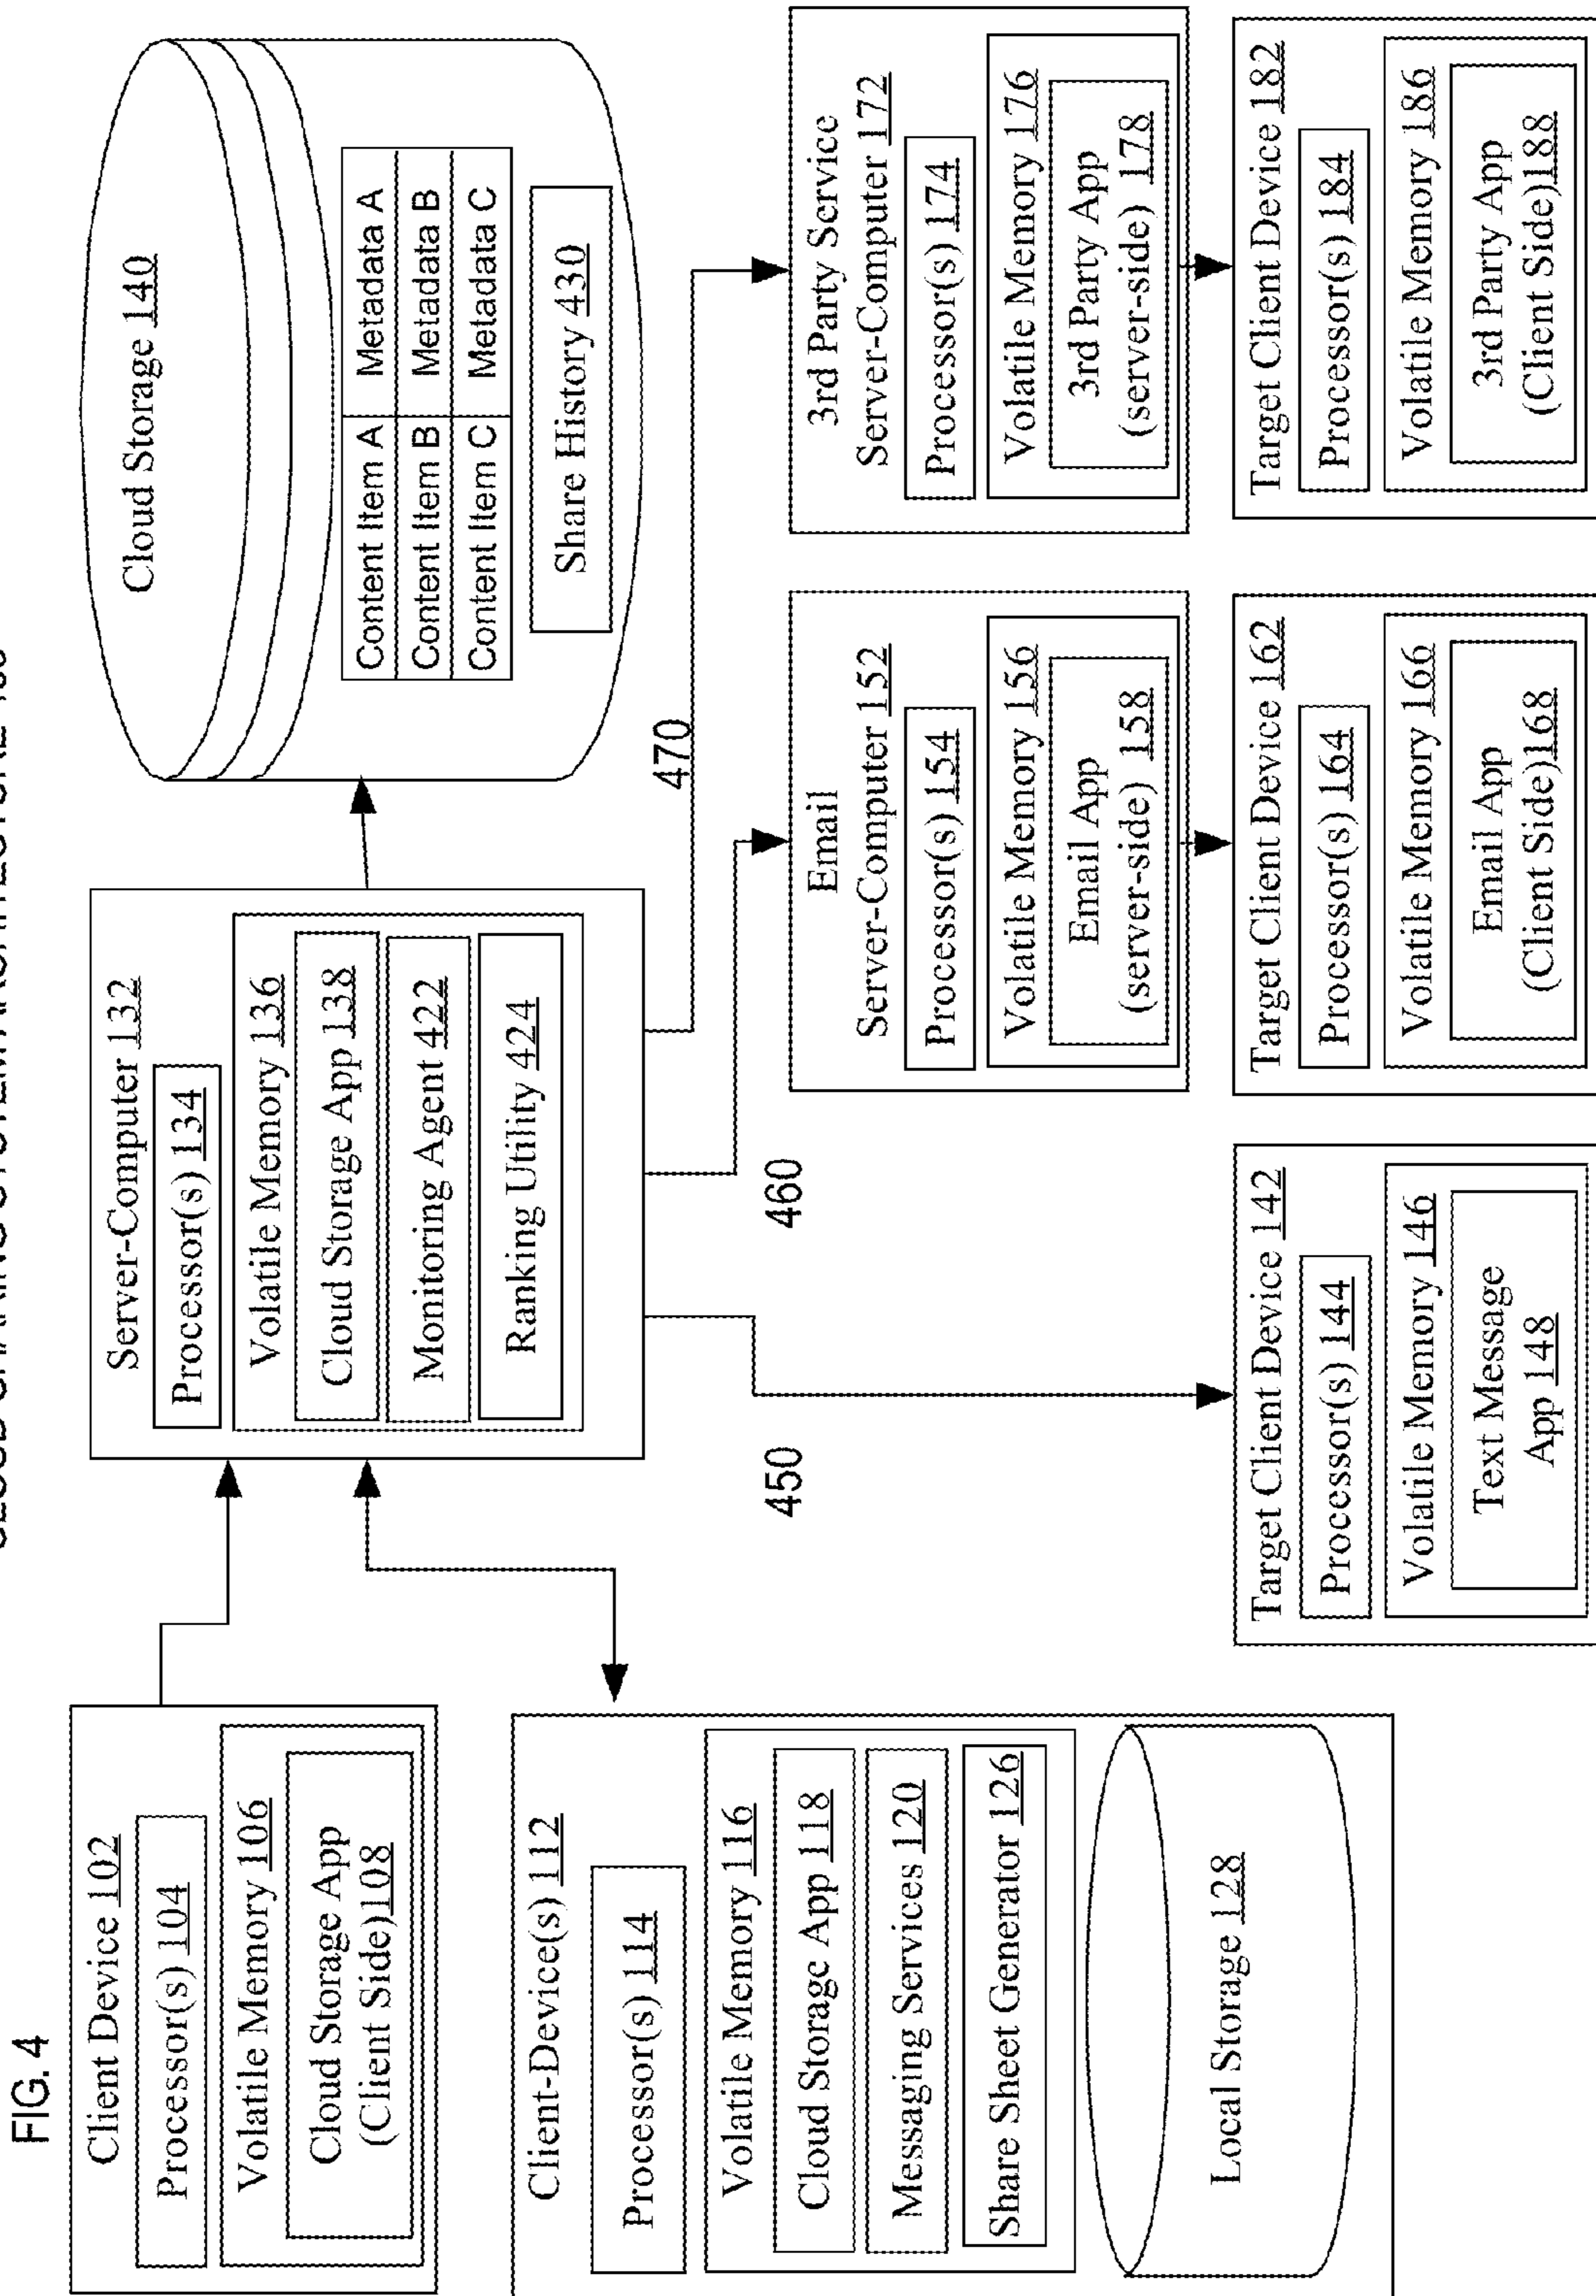 FIG. 4
CLOUD SHARING SYSTEM ARCHITECTURE
Client Device 102
Processor(s) 104
Volatile Memory 106
Cloud Storage App
(Client Side)108
Client-Device(s) 112
Processor(s) 114
Volatile Memory 116
Cloud Storage App 118
Messaging Services 120
Share Sheet Generator 126
Local Storage 128
Server-Computer 132
Processor(s) 134
Volatile Memory 136
Cloud Storage App 138
Monitoring Agent 422
Ranking Utility 424
Cloud Storage 140
Content Item A Metadata A
Content Item B Metadata B
Content Item C Metadata C
Share History 430
450
460
470
Target Client Device 142
Processor(s) 144
Volatile Memory 146
Text Message
App 148
Email
Server-Computer 152
Processor(s) 154
Volatile Memory 156
Email App
(server-side) 158
Target Client Device 162
Processor(s) 164
Volatile Memory 166
Email App
(Client Side)168
3rd Party Service
Server-Computer 172
Processor(s) 174
Volatile Memory 176
3rd Party App
(server-side) 178
Target Client Device 182
Processor(s) 184
Volatile Memory 186
3rd Party App
(Client Side)188